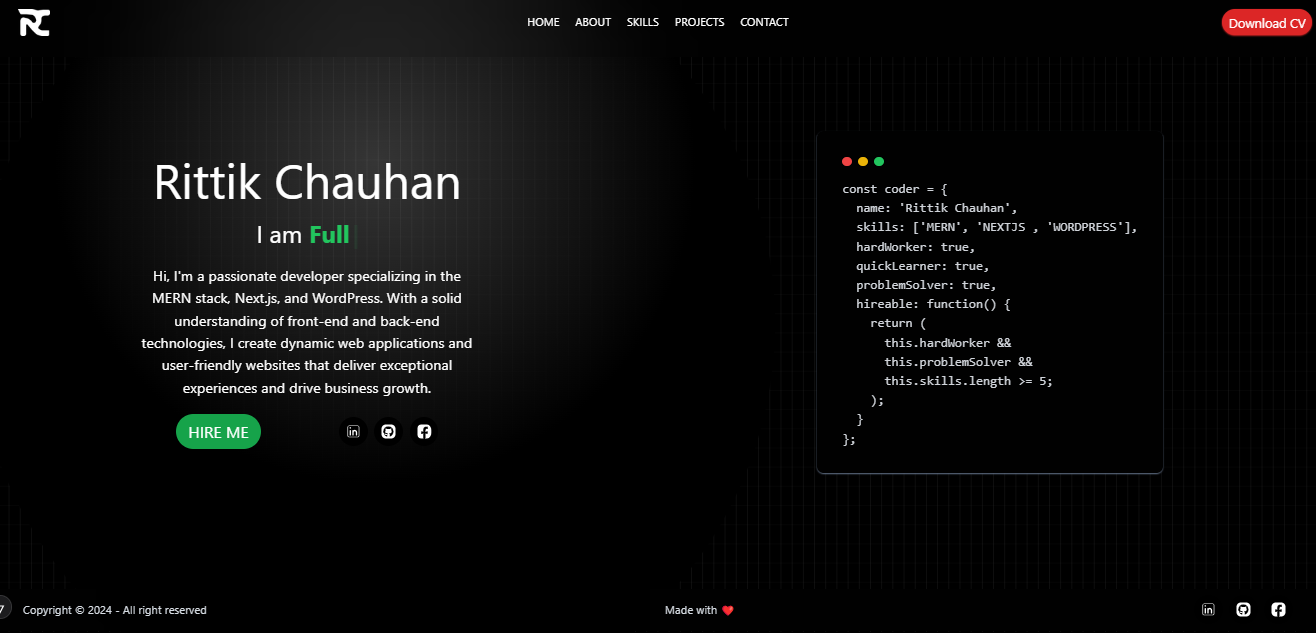 RC
HOME ABOUT SKILLS PROJECTS CONTACT
Download CV
Rittik Chauhan
I am Full
Hi, I'm a passionate developer specializing in the
MERN stack, Next.js, and WordPress. With a solid
understanding of front-end and back-end
technologies, I create dynamic web applications and
user-friendly websites that deliver exceptional
experiences and drive business growth.
HIRE ME
const coder = {
  name: 'Rittik Chauhan',
  skills: ['MERN', 'NEXTJS , 'WORDPRESS'],
  hardWorker: true,
  quickLearner: true,
  problemSolver: true,
  hireable: function() {
    return (
      this.hardWorker &&
      this.problemSolver &&
      this.skills.length >= 5;
    );
  }
};
Copyright © 2024 - All right reserved
Made with ❤️